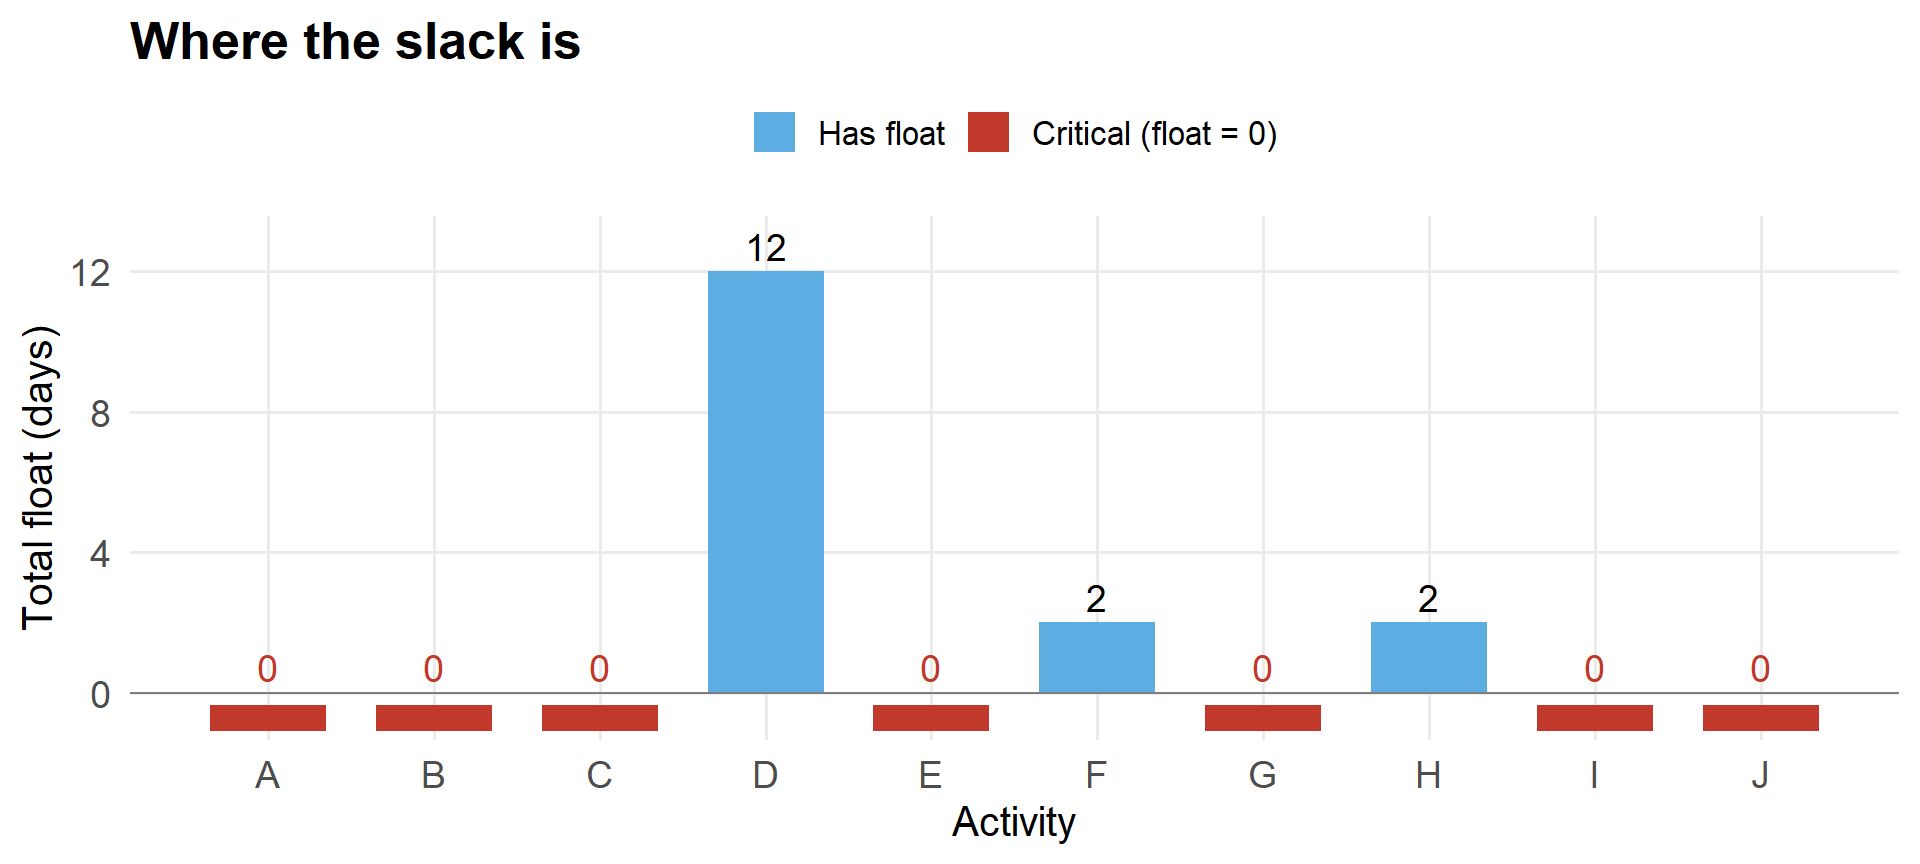 Where the slack is
Has float Critical (float = 0)
Total float (days)
12
8
4
0
0 0 0 12 0 2 0 2 0 0
A B C D E F G H I J
Activity